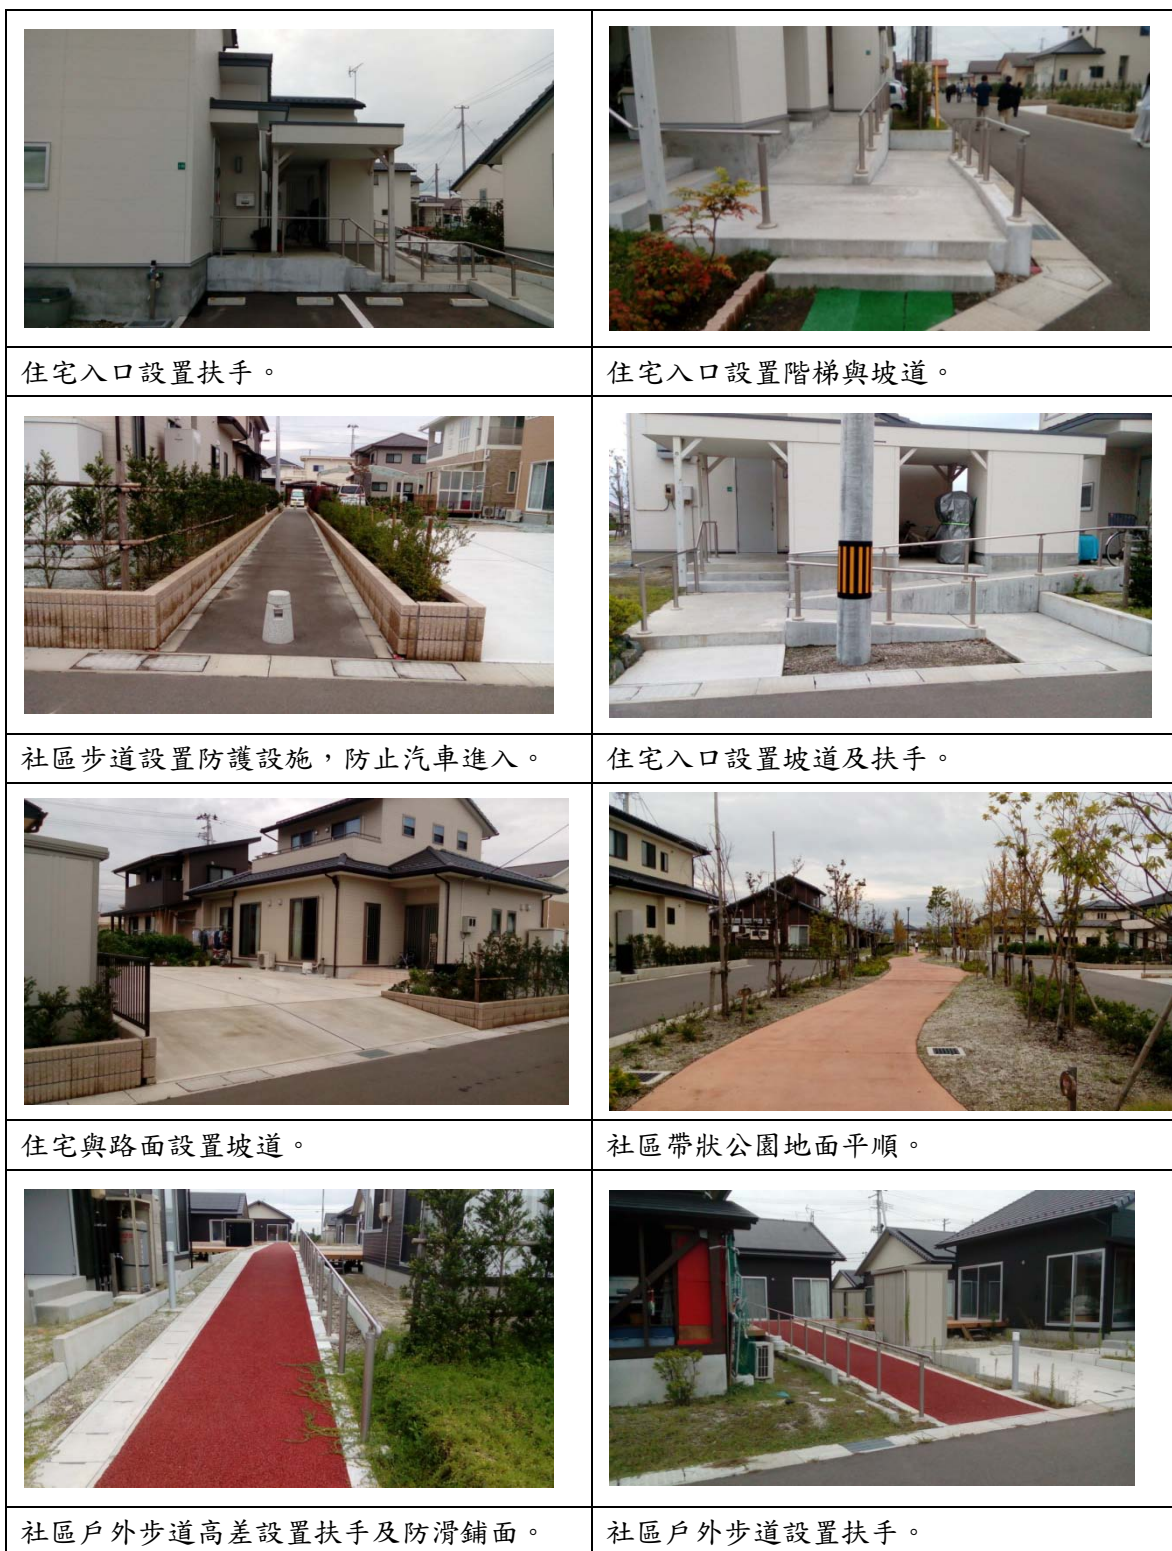 住宅入口設置扶手。
住宅入口設置階梯與坡道。
社區步道設置防護設施，防止汽車進入。
住宅入口設置坡道及扶手。
住宅與路面設置坡道。
社區帶狀公園地面平順。
社區戶外步道高差設置扶手及防滑鋪面。
社區戶外步道設置扶手。